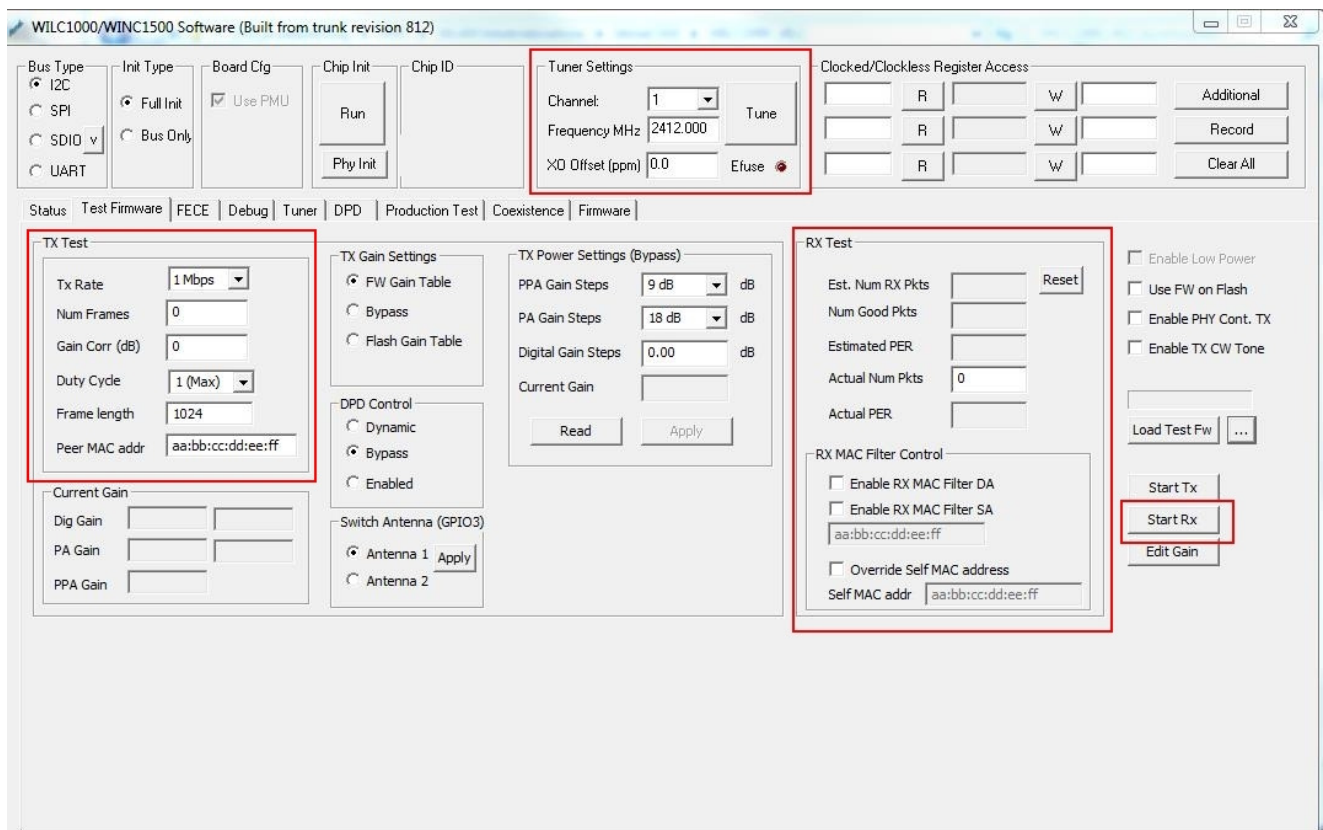 WILC1000/WINC1500 Software (Built from trunk revision 812)
Bus Type
I2C
SPI
SDIO v
UART
Init Type
Full Init
Bus Only
Board Cfg
Use PMU
Chip Init
Run
Phy Init
Chip ID
Tuner Settings
Channel: 1
Frequency MHz 2412.000
XO Offset (ppm) 0.0
Tune
Efuse
Clocked/Clockless Register Access
R W Additional
R W Record
R W Clear All
Status Test Firmware FECE Debug Tuner DPD Production Test Coexistence Firmware
TX Test
Tx Rate 1 Mbps
Num Frames 0
Gain Corr (dB) 0
Duty Cycle 1 (Max)
Frame length 1024
Peer MAC addr aa:bb:cc:dd:ee:ff
Current Gain
Dig Gain
PA Gain
PPA Gain
TX Gain Settings
FW Gain Table
Bypass
Flash Gain Table
DPD Control
Dynamic
Bypass
Enabled
Switch Antenna (GPIO3)
Antenna 1
Antenna 2
Apply
TX Power Settings (Bypass)
PPA Gain Steps 9 dB dB
PA Gain Steps 18 dB dB
Digital Gain Steps 0.00 dB
Current Gain
Read Apply
RX Test
Est. Num RX Pkts Reset
Num Good Pkts
Estimated PER
Actual Num Pkts 0
Actual PER
RX MAC Filter Control
Enable RX MAC Filter DA
Enable RX MAC Filter SA
aa:bb:cc:dd:ee:ff
Override Self MAC address
Self MAC addr aa:bb:cc:dd:ee:ff
Enable Low Power
Use FW on Flash
Enable PHY Cont. TX
Enable TX CW Tone
Load Test Fw ...
Start Tx
Start Rx
Edit Gain